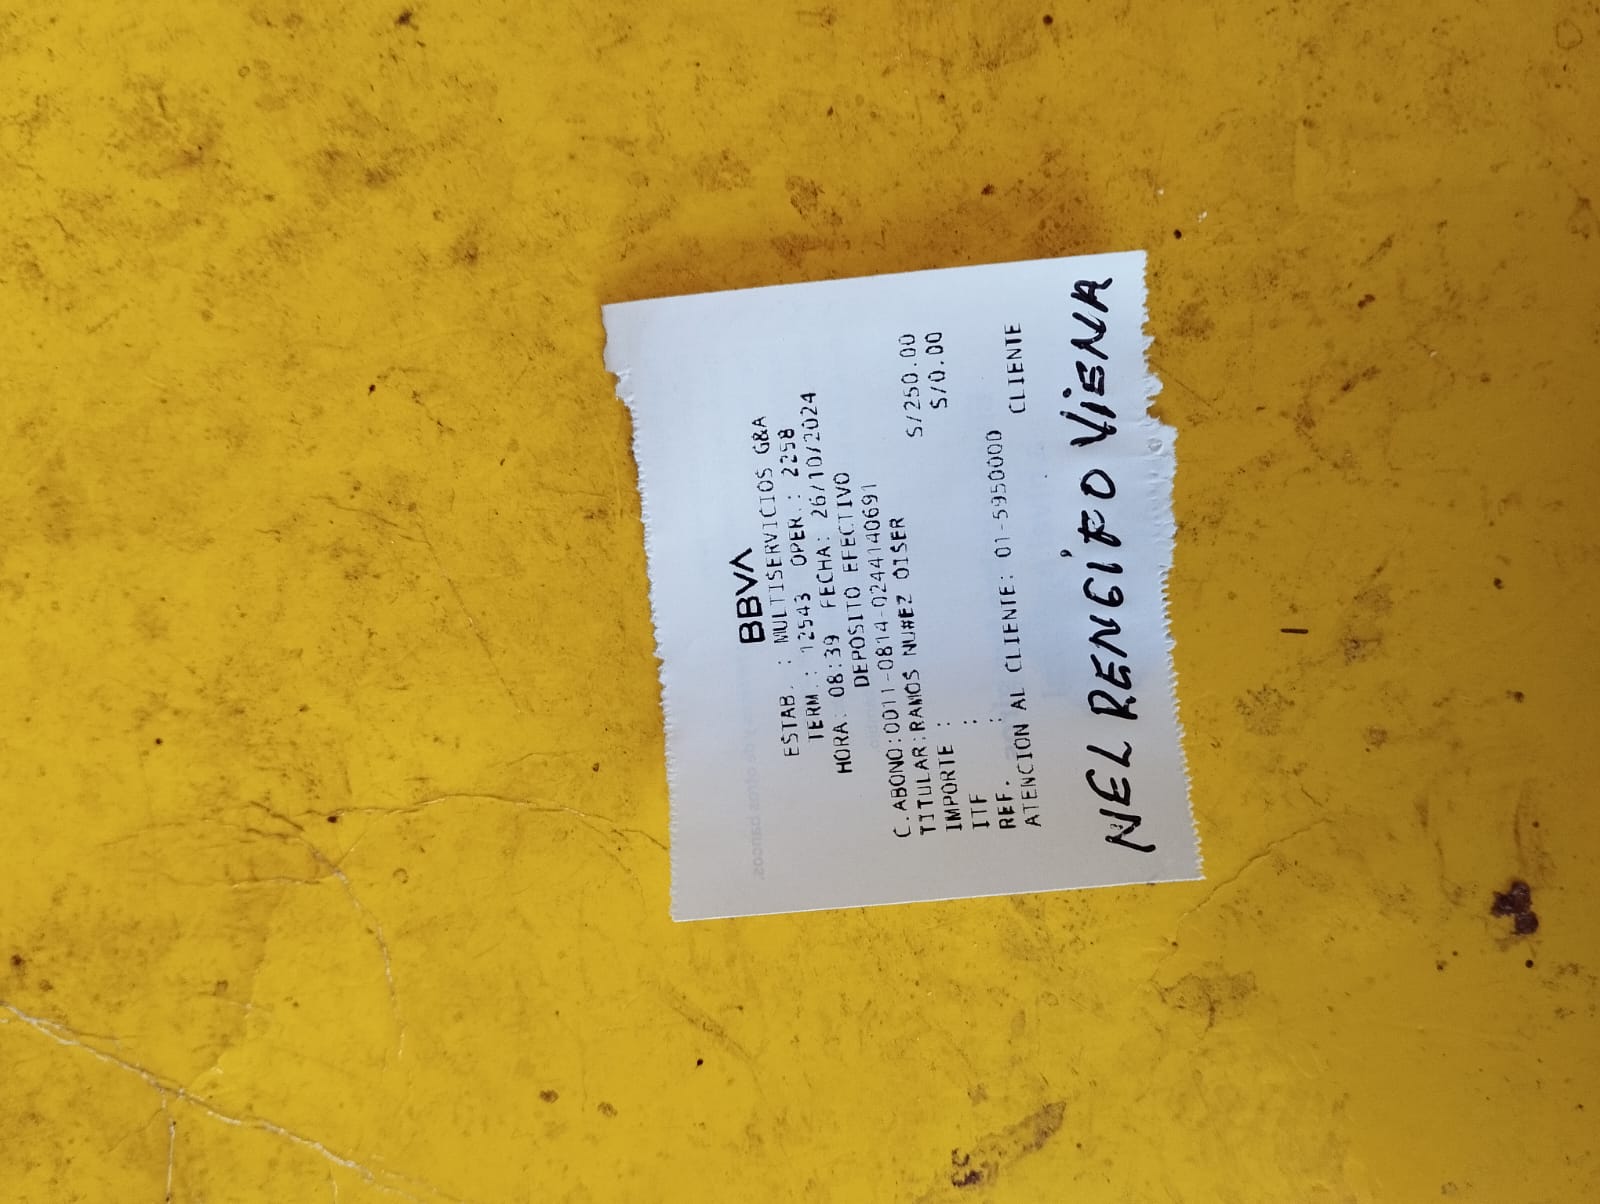 BBVA
ESTAB. : MULTISERVICIOS G&A
TERM.: 12543 OPER.: 2258
HORA: 08:39 FECHA: 26/10/2024
DEPOSITO EFECTIVO
C.ABONO:0011-0814-0244140691
TITULAR:RAMOS NU#EZ OISER
IMPORTE : S/250.00
ITF : S/0.00
REF. :
ATENCION AL CLIENTE: 01-5950000
CLIENTE
NEL RENGIFO VIENA